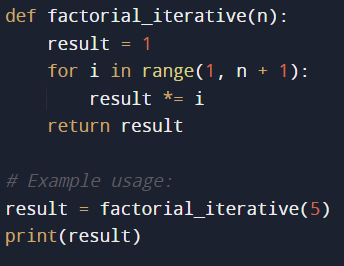 def factorial_iterative(n):
    result = 1
    for i in range(1, n + 1):
        result *= i
    return result

# Example usage:
result = factorial_iterative(5)
print(result)